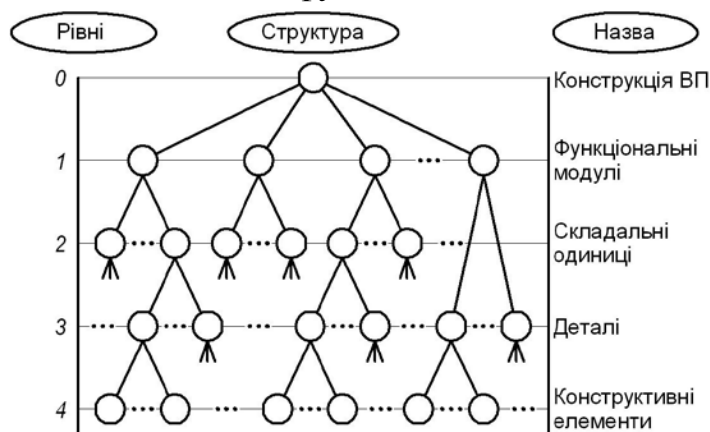 Рівні Структура Назва
0 Конструкція ВП
1 Функціональні
модулі
2 Складальні
одиниці
3 Деталі
4 Конструктивні
елементи